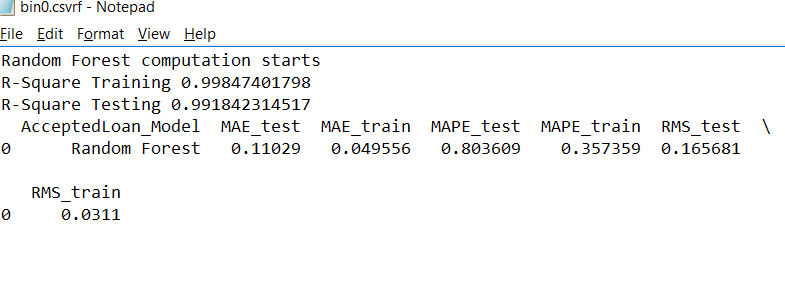 bin0.csvrf - Notepad
File Edit Format View Help
Random Forest computation starts
R-Square Training 0.99847401798
R-Square Testing 0.991842314517
AcceptedLoan_Model MAE_test MAE_train MAPE_test MAPE_train RMS_test \
0 Random Forest 0.11029 0.049556 0.803609 0.357359 0.165681
RMS_train
0 0.0311